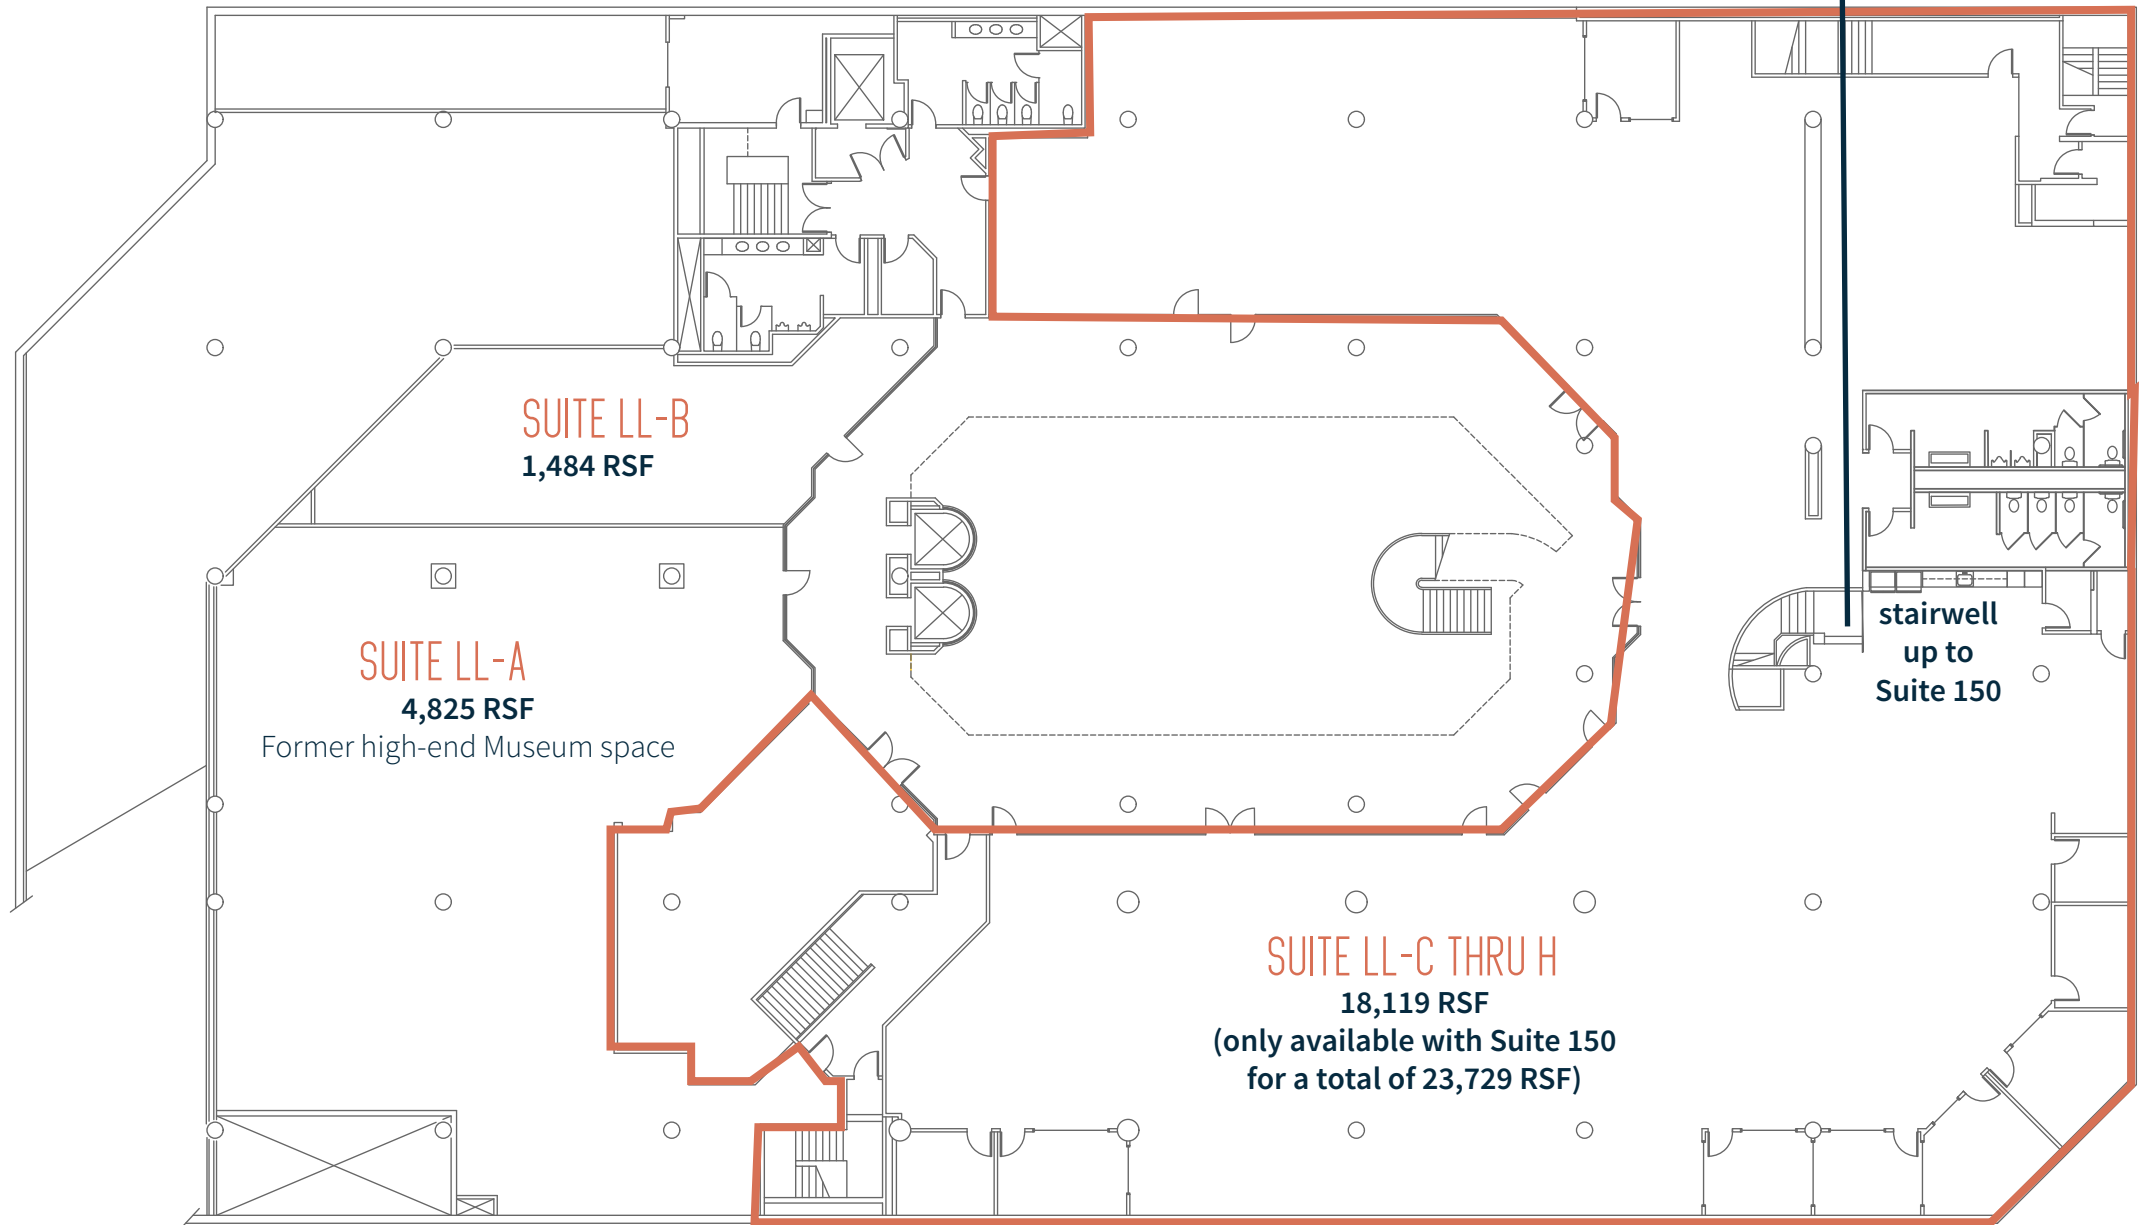 SUITE LL-B
1,484 RSF
SUITE LL-A
4,825 RSF
Former high-end Museum space
stairwell
up to
Suite 150
SUITE LL-C THRU H
18,119 RSF
(only available with Suite 150
for a total of 23,729 RSF)